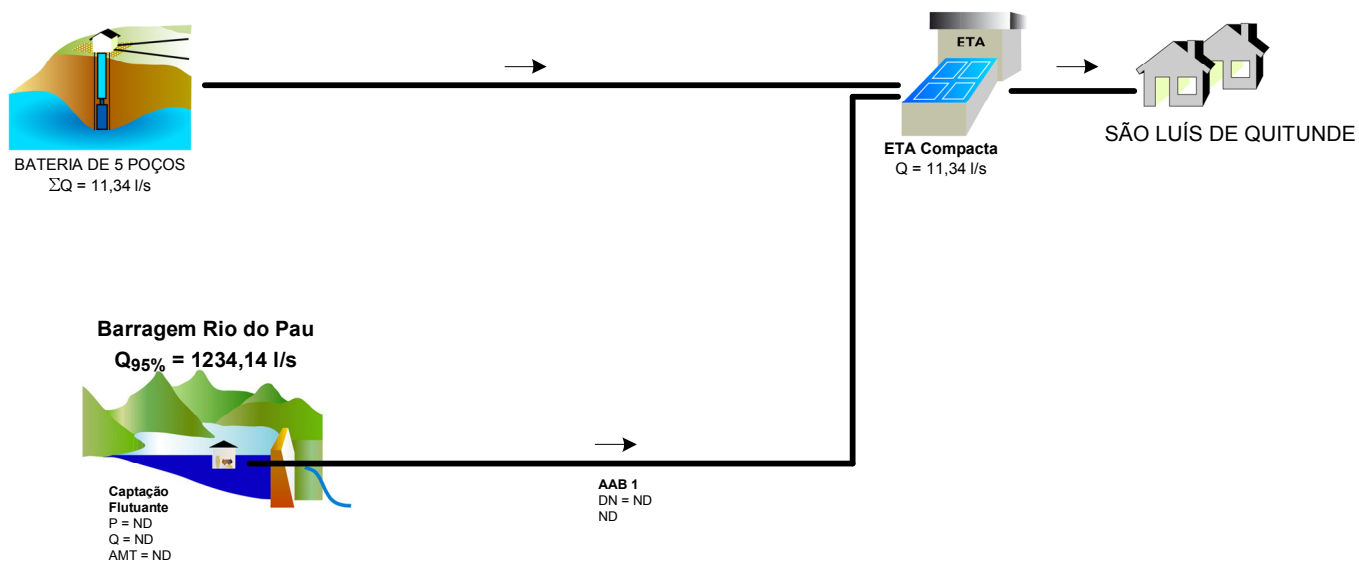 ETA
BATERIA DE 5 POÇOS
ΣQ = 11,34 l/s
ETA Compacta
Q = 11,34 l/s
SÃO LUÍS DE QUITUNDE
Barragem Rio do Pau
Q95% = 1234,14 l/s
Captação
Flutuante
P = ND
Q = ND
AMT = ND
AAB 1
DN = ND
ND